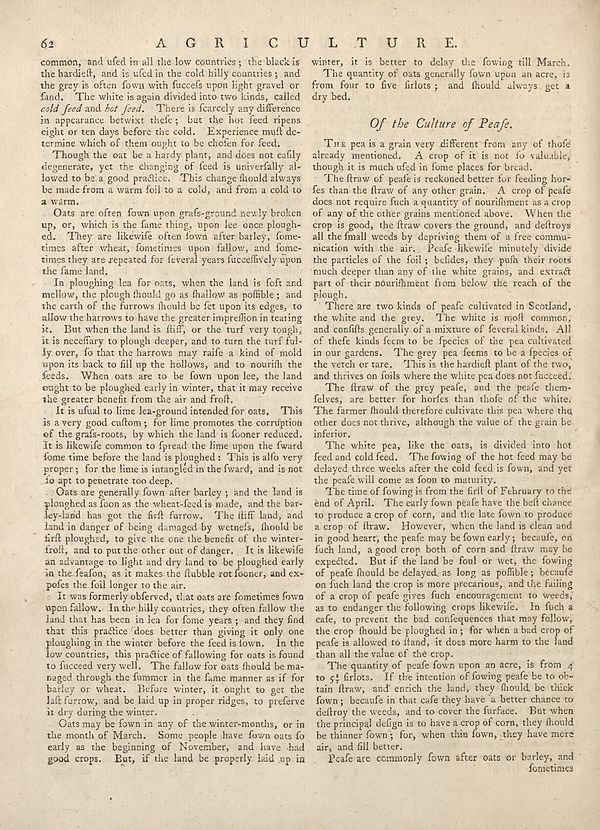 62 A G R I C U L T U R E.
common, and uſed in all the low countries; the black is
the hardieſt, and is uſed in the cold hilly countries; and
the grey is often ſown with ſucceſs upon light gravel or
ſand. The white is again divided into two kinds, called
cold ſeed and hot ſeed. There is ſcarcely any difference
in appearance betwixt theſe; but the hot ſeed ripens
eight or ten days before the cold. Experience muſt de-
termine which of them ought to be choſen for ſeed.
Though the oat be a hardy plant, and does not eaſily
degenerate, yet the changing of ſeed is univerſally al-
lowed to be a good practice. This change ſhould always
be made from a warm ſoil to a cold, and from a cold to
a warm.
Oats are often ſown upon graſs-ground newly broken
up, or, which is the ſame thing, upon lee once plough-
ed. They are likewiſe often ſown after barley, ſome-
times after wheat, ſometimes upon fallow, and ſome-
times they are repeated for ſeveral years ſucceſſively upon
the ſame land.
In ploughing lea for oats, when the land is ſoft and
mellow, the plough ſhould go as ſhallow as poſſible; and
the earth of the furrows ſhould be ſet upon its edges, to
allow the harrows to have the greater impreſſion in tearing
it. But when the land is ſtiff, or the turf very tough,
it is neceſſary to plough deeper, and to turn the turf ful-
ly over, ſo that the harrows may raiſe a kind of mold
upon its back to fill up the hollows, and to nouriſh the
ſeeds. When oats are to be ſown upon lee, the land
ought to be ploughed early in winter, that it may receive
the greater benefit from the air and froſt.
It is uſual to lime lea-ground intended for oats. This
is a very good cuſtom; for lime promotes the corruption
of the graſs-roots, by which the land is ſooner reduced.
It is likewiſe common to ſpread the lime upon the ſward
ſome time before the land is ploughed: This is alſo very
proper; for the lime is intangled in the ſward, and is not
ſo apt to penetrate too deep.
Oats are generally ſown after barley; and the land is
ploughed as ſoon as the wheat-ſeed is made, and the bar-
ley-land has got the firſt furrow. The ſtiff land, and
land in danger of being damaged by wetneſs, ſhould be
firſt ploughed, to give the one the benefit of the winter-
froſt, and to put the other out of danger. It is likewiſe
an advantage to light and dry land to be ploughed early
in the ſeaſon, as it makes the ſtubble rot ſooner, and ex-
poſes the ſoil longer to the air.
It was formerly obſerved, that oats are ſometimes ſown
upon fallow. In the hilly countries, they often fallow the
land that has been in lea for ſome years; and they find
that this practice does better than giving it only one
ploughing in the winter before the ſeed is ſown. In the
low countries, this practice of fallowing for oats is found
to ſucceed very well. The fallow for oats ſhould be ma-
naged through the ſummer in the ſame manner as if for
barley or wheat. Before winter, it ought to get the
laſt furrow, and be laid up in proper ridges, to preſerve
it dry during the winter.
Oats may be ſown in any of the winter-months, or in
the month of March. Some people have ſown oats ſo
early as the beginning of November, and have had
good crops. But, if the land be properly laid up in
winter, it is better to delay the ſowing till March.
The quantity of oats generally ſown upon an acre, is
from four to five firlots; and ſhould always get a
dry bed.
Of the Culture of Peaſe.
The pea is a grain very different from any of thoſe
already mentioned. A crop of it is not ſo valuable,
though it is much uſed in ſome places for bread.
The ſtraw of peaſe is reckoned better for feeding hor-
ſes than the ſtraw of any other grain. A crop of peaſe
does not require ſuch a quantity of nouriſhment as a crop
of any of the other grains mentioned above. When the
crop is good, the ſtraw covers the ground, and deſtroys
all the ſmall weeds by depriving them of a free commu-
nication with the air. Peaſe likewiſe minutely divide
the particles of the ſoil; beſides, they puſh their roots
much deeper than any of the white grains, and extract
part of their nouriſhment from below the reach of the
plough.
There are two kinds of peaſe cultivated in Scotland,
the white and the grey. The white is moſt common,
and conſiſts generally of a mixture of ſeveral kinds. All
of theſe kinds ſeem to be ſpecies of the pea cultivated
in our gardens. The grey pea ſeems to be a ſpecies of
the vetch or tare. This is the hardieſt plant of the two,
and thrives on ſoils where the white pea does not ſucceed.
The ſtraw of the grey peaſe, and the peaſe them-
ſelves, are better for horſes than thoſe of the white.
The farmer ſhould therefore cultivate this pea where the
other does not thrive, although the value of the grain be
inferior.
The white pea, like the oats, is divided into hot
ſeed and cold ſeed. The ſowing of the hot ſeed may be
delayed three weeks after the cold ſeed is ſown, and yet
the peaſe will come as ſoon to maturity.
The time of ſowing is from the firſt of February to the
end of April. The early ſown peaſe have the beſt chance
to produce a crop of corn, and the late ſown to produce
a crop of ſtraw. However, when the land is clean and
in good heart, the peaſe may be ſown early; becauſe, on
ſuch land, a good crop both of corn and ſtraw may be
expected. But if the land be foul or wet, the ſowing
of peaſe ſhould be delayed as long as poſſible; becauſe
on ſuch land the crop is more precarious, and the failing
of a crop of peaſe gives ſuch encouragement to weeds,
as to endanger the following crops likewiſe. In ſuch a
caſe, to prevent the bad conſequences that may follow,
the crop ſhould be ploughed in; for when a bad crop of
peaſe is allowed to ſtand, it does more harm to the land
than all the value of the crop.
The quantity of peaſe ſown upon an acre, is from 4
to 5½ firlots. If the intention of ſowing peaſe be to ob-
tain ſtraw, and enrich the land, they ſhould be thick
ſown; becauſe in that caſe they have a better chance to
deſtroy the weeds, and to cover the ſurface. But when
the principal deſign is to have a crop of corn, they ſhould
be thinner ſown; for, when thin ſown, they have more
air, and fill better.
Peaſe are commonly ſown after oats or barley, and
ſometimes